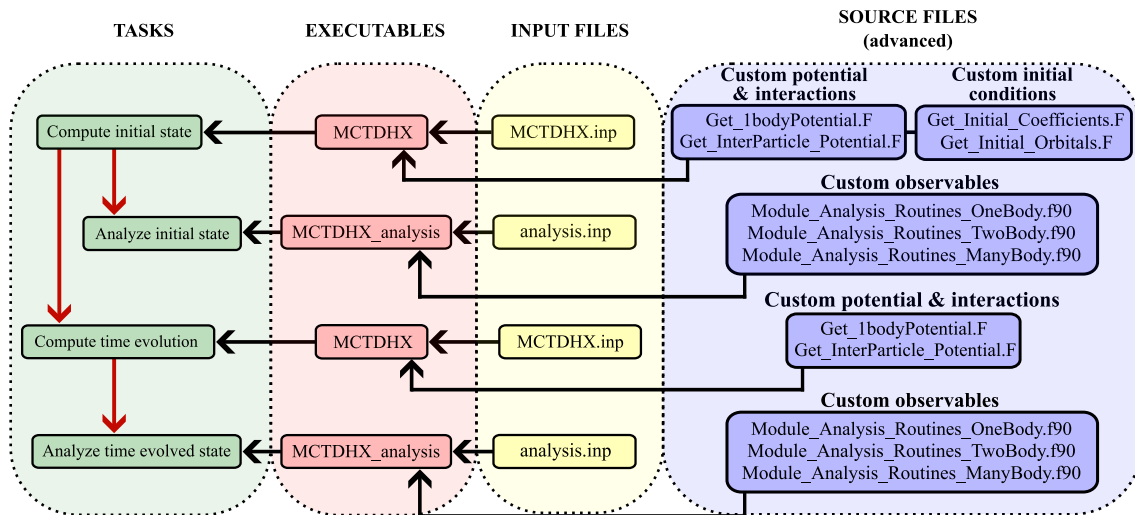 TASKS
EXECUTABLES
INPUT FILES
SOURCE FILES
(advanced)
Custom potential
& interactions
Custom initial
conditions
Compute initial state
MCTDHX
MCTDHX.inp
Get_1bodyPotential.F
Get_InterParticle_Potential.F
Get_Initial_Coefficients.F
Get_Initial_Orbitals.F
Custom observables
Analyze initial state
MCTDHX_analysis
analysis.inp
Module_Analysis_Routines_OneBody.f90
Module_Analysis_Routines_TwoBody.f90
Module_Analysis_Routines_ManyBody.f90
Custom potential & interactions
Compute time evolution
MCTDHX
MCTDHX.inp
Get_1bodyPotential.F
Get_InterParticle_Potential.F
Custom observables
Analyze time evolved state
MCTDHX_analysis
analysis.inp
Module_Analysis_Routines_OneBody.f90
Module_Analysis_Routines_TwoBody.f90
Module_Analysis_Routines_ManyBody.f90